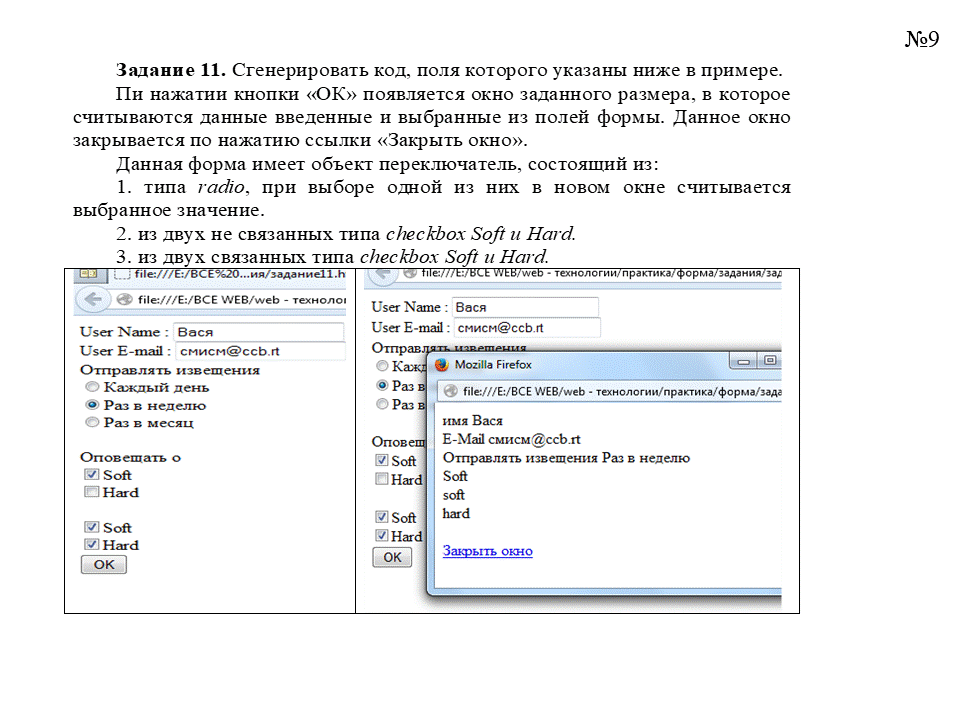 №9
Задание 11. Сгенерировать код, поля которого указаны ниже в примере.
Пи нажатии кнопки «ОК» появляется окно заданного размера, в которое
считываются данные введенные и выбранные из полей формы. Данное окно
закрывается по нажатию ссылки «Закрыть окно».
Данная форма имеет объект переключатель, состоящий из:
1. типа radio, при выборе одной из них в новом окне считывается
выбранное значение.
2. из двух не связанных типа checkbox Soft и Hard.
3. из двух связанных типа checkbox Soft и Hard.
file:///E:/ВСЕ%20...ия/задание11.h
file:///E:/ВСЕ WEB/web - технолог
User Name : Вася
User E-mail : смисм@ccb.rt
Отправлять извещения
Каждый день
Раз в неделю
Раз в месяц
Оповещать о
Soft
Hard
Soft
Hard
OK
file:///E:/ВСЕ WEB/web - технологии/практика/форма/задания/зад
User Name : Вася
User E-mail : смисм@ccb.rt
Отправлять извещения
Кажд
Раз в
Раз в
Оповещ
Soft
Hard
Soft
Hard
OK
Mozilla Firefox
file:///E:/ВСЕ WEB/web - технологии/практика/форма/зада
имя Вася
E-Mail смисм@ccb.rt
Отправлять извещения Раз в неделю
Soft
soft
hard
Закрыть окно